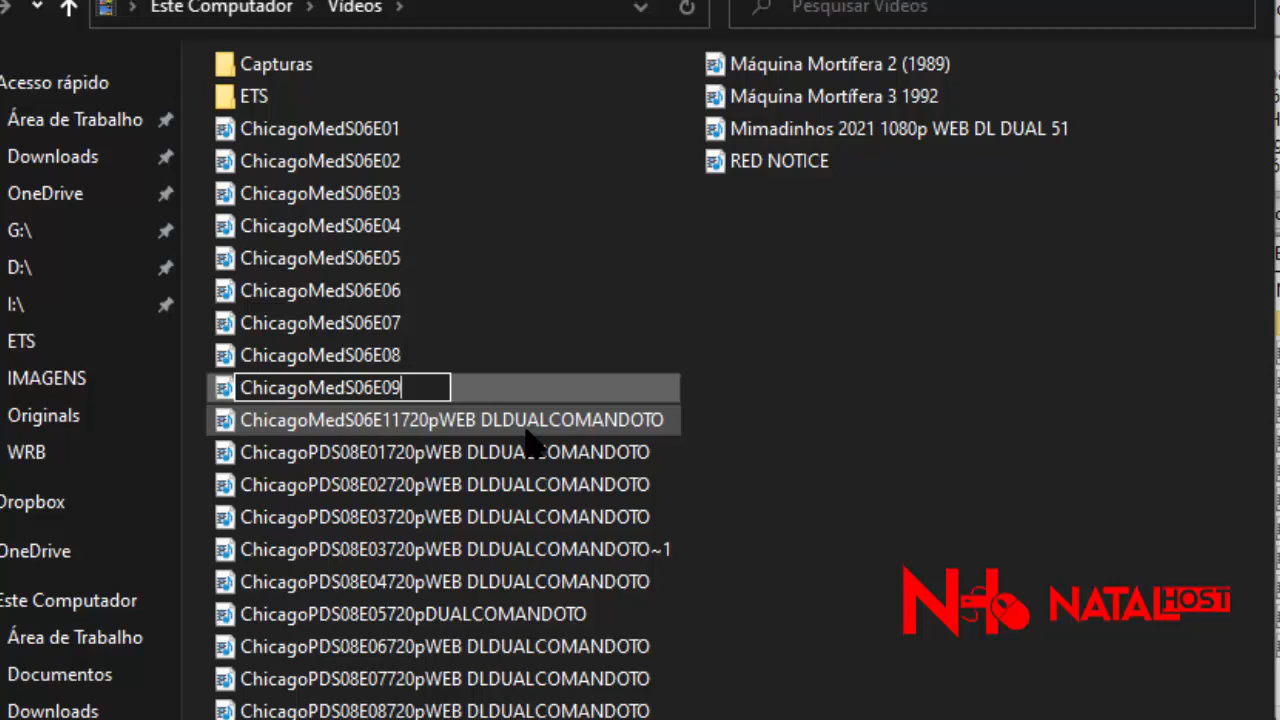 Este Computador > Vídeos >
Pesquisar Vídeos
Acesso rápido
Área de Trabalho
Downloads
OneDrive
G:\
D:\
I:\
ETS
IMAGENS
Originals
WRB
Dropbox
OneDrive
Este Computador
Área de Trabalho
Documentos
Downloads
Capturas
ETS
ChicagoMedS06E01
ChicagoMedS06E02
ChicagoMedS06E03
ChicagoMedS06E04
ChicagoMedS06E05
ChicagoMedS06E06
ChicagoMedS06E07
ChicagoMedS06E08
ChicagoMedS06E09
ChicagoMedS06E11720pWEB DLDUALCOMANDOTO
ChicagoPDS08E01720pWEB DLDUALCOMANDOTO
ChicagoPDS08E02720pWEB DLDUALCOMANDOTO
ChicagoPDS08E03720pWEB DLDUALCOMANDOTO
ChicagoPDS08E03720pWEB DLDUALCOMANDOTO~1
ChicagoPDS08E04720pWEB DLDUALCOMANDOTO
ChicagoPDS08E05720pDUALCOMANDOTO
ChicagoPDS08E06720pWEB DLDUALCOMANDOTO
ChicagoPDS08E07720pWEB DLDUALCOMANDOTO
ChicagoPDS08E08720pWEB DLDUALCOMANDOTO
Máquina Mortífera 2 (1989)
Máquina Mortífera 3 1992
Mimadinhos 2021 1080p WEB DL DUAL 51
RED NOTICE
NH NATALHOST